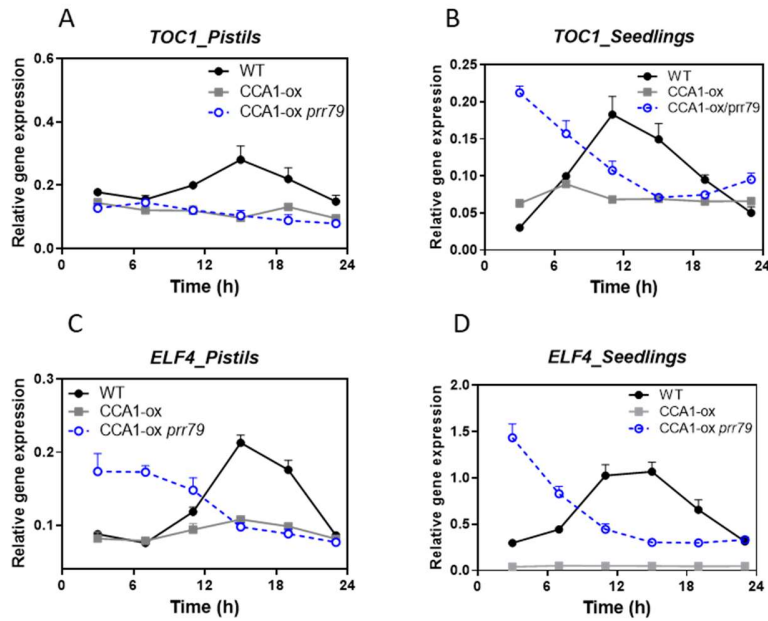 A
TOC1_Pistils
Relative gene expression
0.6
0.4
0.2
0.0
WT
CCA1-ox
CCA1-ox prr79
0 6 12 18 24
Time (h)
B
TOC1_Seedlings
Relative gene expression
0.25
0.20
0.15
0.10
0.05
0.00
WT
CCA1-ox
CCA1-ox/prr79
0 6 12 18 24
Time (h)
C
ELF4_Pistils
Relative gene expression
0.3
0.2
0.1
WT
CCA1-ox
CCA1-ox prr79
0 6 12 18 24
Time (h)
D
ELF4_Seedlings
Relative gene expression
2.0
1.5
1.0
0.5
0.0
WT
CCA1-ox
CCA1-ox prr79
0 6 12 18 24
Time (h)